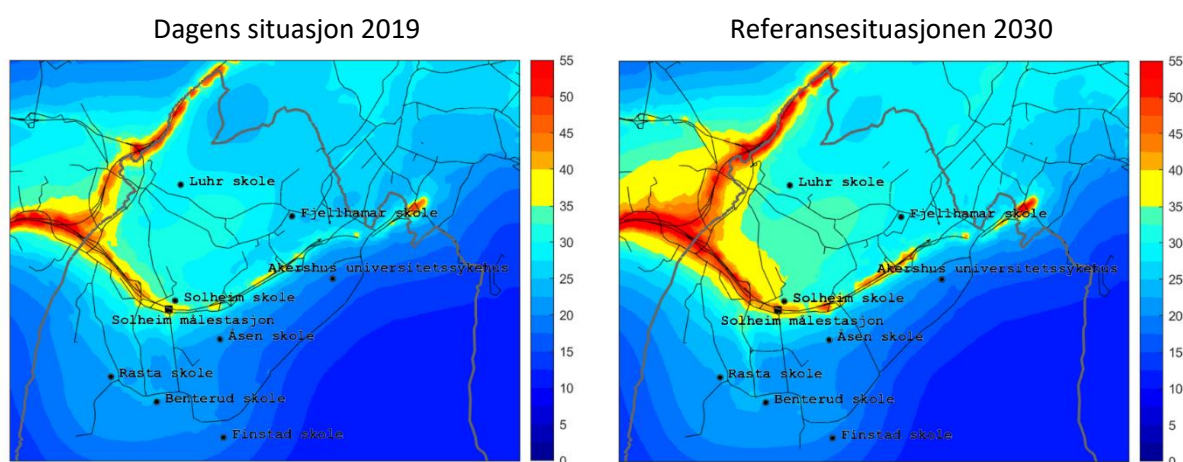 Dagens situasjon 2019
Luhr skole
Fjellhamar skole
Akershus universitetssykehus
Solheim skole
Solheim målestasjon
Åsen skole
Rasta skole
Benterud skole
Finstad skole
55
50
45
40
35
30
25
20
15
10
5
0
Referansesituasjonen 2030
Luhr skole
Fjellhamar skole
Akershus universitetssykehus
Solheim skole
Solheim målestasjon
Åsen skole
Rasta skole
Benterud skole
Finstad skole
55
50
45
40
35
30
25
20
15
10
5
0